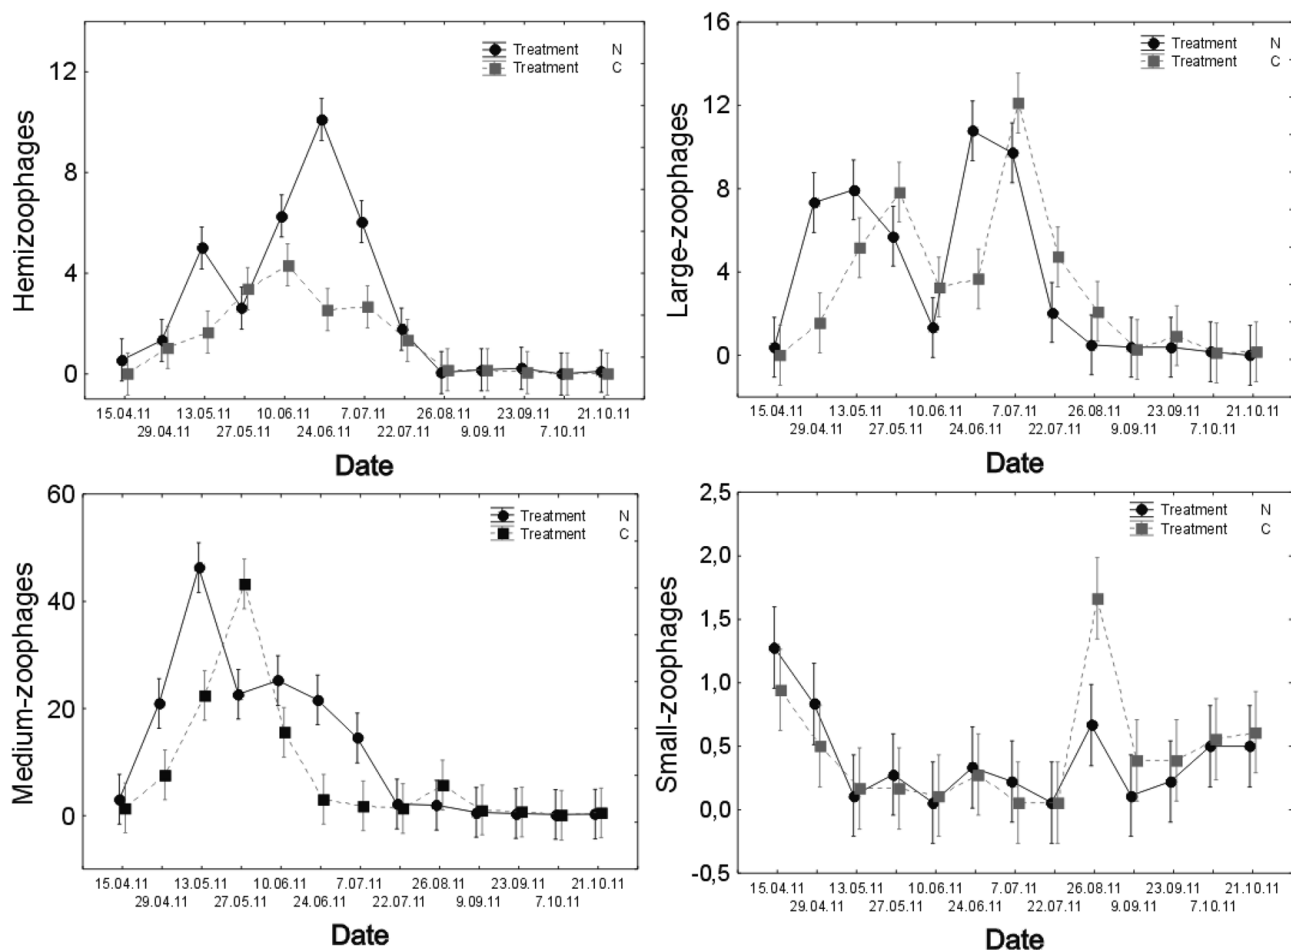 Hemizoophages
12
8
4
0
Treatment N
Treatment C
15.04.11 13.05.11 10.06.11 7.07.11 26.08.11 23.09.11 21.10.11
29.04.11 27.05.11 24.06.11 22.07.11 9.09.11 7.10.11
Date
Large-zoophages
16
12
8
4
0
Treatment N
Treatment C
15.04.11 13.05.11 10.06.11 7.07.11 26.08.11 23.09.11 21.10.11
29.04.11 27.05.11 24.06.11 22.07.11 9.09.11 7.10.11
Date
Medium-zoophages
60
40
20
0
Treatment N
Treatment C
15.04.11 13.05.11 10.06.11 7.07.11 26.08.11 23.09.11 21.10.11
29.04.11 27.05.11 24.06.11 22.07.11 9.09.11 7.10.11
Date
Small-zoophages
2,5
2,0
1,5
1,0
0,5
0,0
-0,5
Treatment N
Treatment C
15.04.11 13.05.11 10.06.11 7.07.11 26.08.11 23.09.11 21.10.11
29.04.11 27.05.11 24.06.11 22.07.11 9.09.11 7.10.11
Date